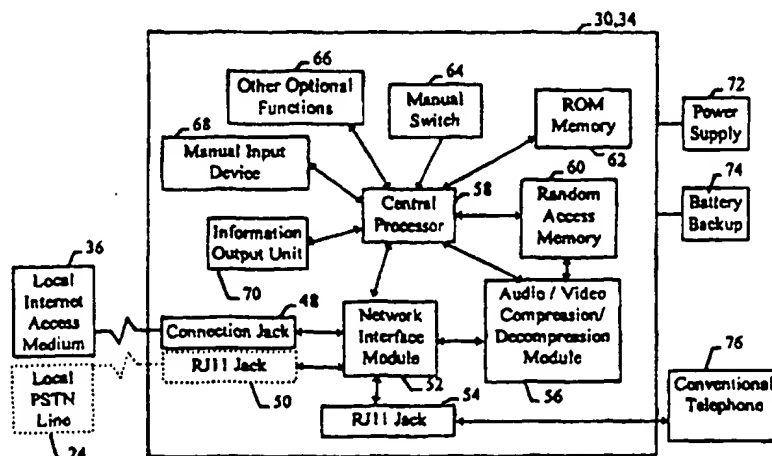 30,34
66
Other Optional
Functions
64
Manual
Switch
ROM
Memory
62
72
Power
Supply
68
Manual Input
Device
58
Central
Processor
60
Random
Access
Memory
74
Battery
Backup
Information
Output Unit
70
36
Local
Internet
Access
Medium
48
Connection Jack
RJ11 Jack
50
Network
Interface
Module
52
Audio / Video
Compression/
Decompression
Module
56
54
RJ11 Jack
76
Conventional
Telephone
Local
PSTN
Line
24